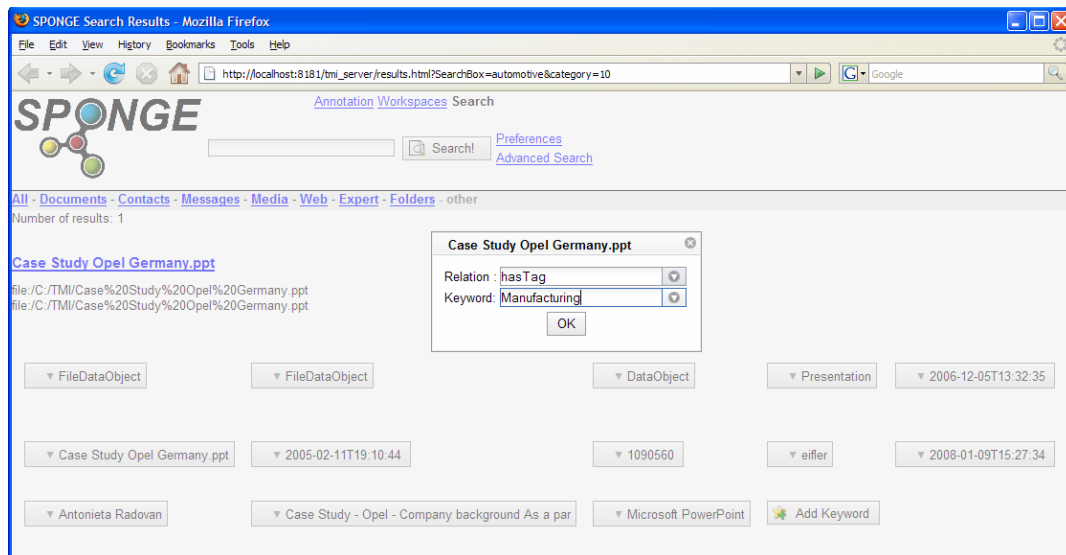 SPONGE Search Results - Mozilla Firefox
File Edit View History Bookmarks Tools Help
http://localhost:8181/tmi_server/results.html?SearchBox=automotive&category=10
G Google
SPONGE
Annotation Workspaces Search
Search!
Preferences
Advanced Search
All - Documents - Contacts - Messages - Media - Web - Expert - Folders - other
Number of results: 1
Case Study Opel Germany.ppt
file:/C:/TMI/Case%20Study%20Opel%20Germany.ppt
file:/C:/TMI/Case%20Study%20Opel%20Germany.ppt
Case Study Opel Germany.ppt
Relation : hasTag
Keyword: Manufacturing
OK
FileDataObject FileDataObject DataObject Presentation 2006-12-05T13:32:35
Case Study Opel Germany.ppt 2005-02-11T19:10:44 1090560 eifler 2008-01-09T15:27:34
Antonieta Radovan Case Study - Opel - Company background As a par Microsoft PowerPoint Add Keyword